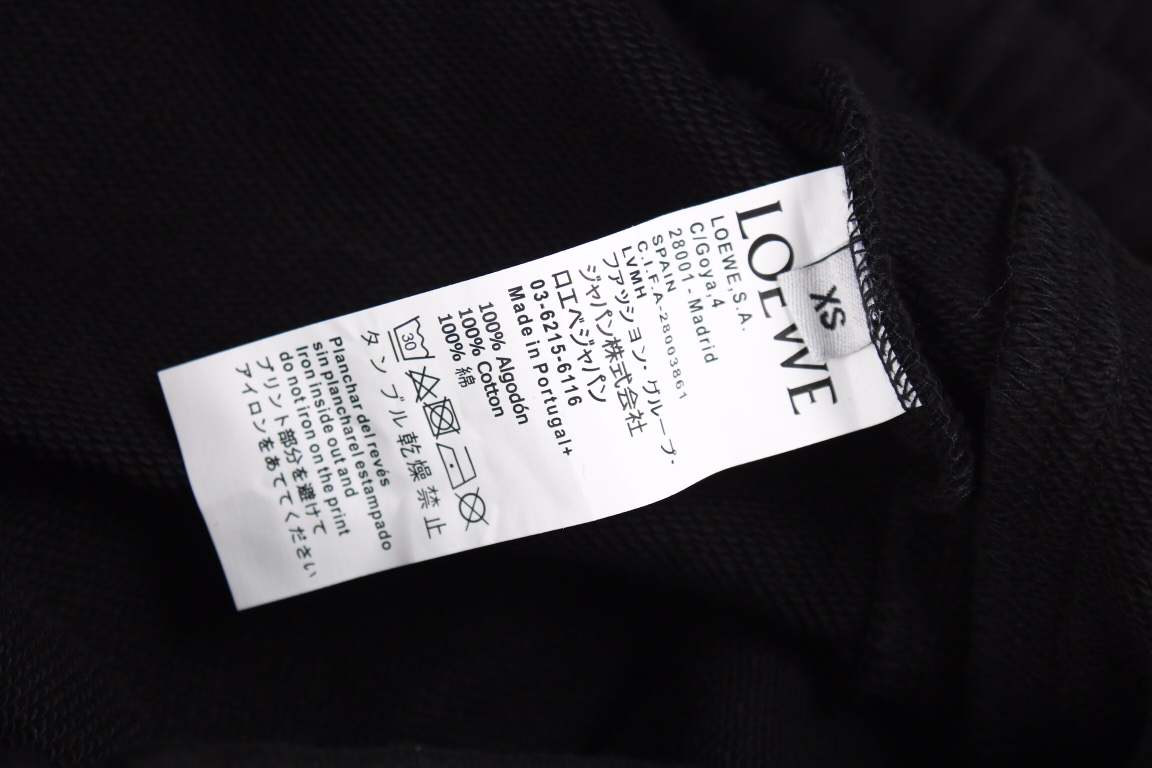 LOEWE
XS
LOEWE,S.A.
C/Goya,4
28001-Madrid
SPAIN
C.I.F.A-28003861
LVMH
ファッション・グループ・
ジャパン株式会社
ロエベジャパン
03-6215-6116
Made in Portugal+
100% Algodón
100% Cotton
100% 綿
30
タンブル乾燥禁止
Planchar del revés
sin plancharel estampado
Iron inside out and
do not iron on the print
プリント部分を避けて
アイロンをあててください